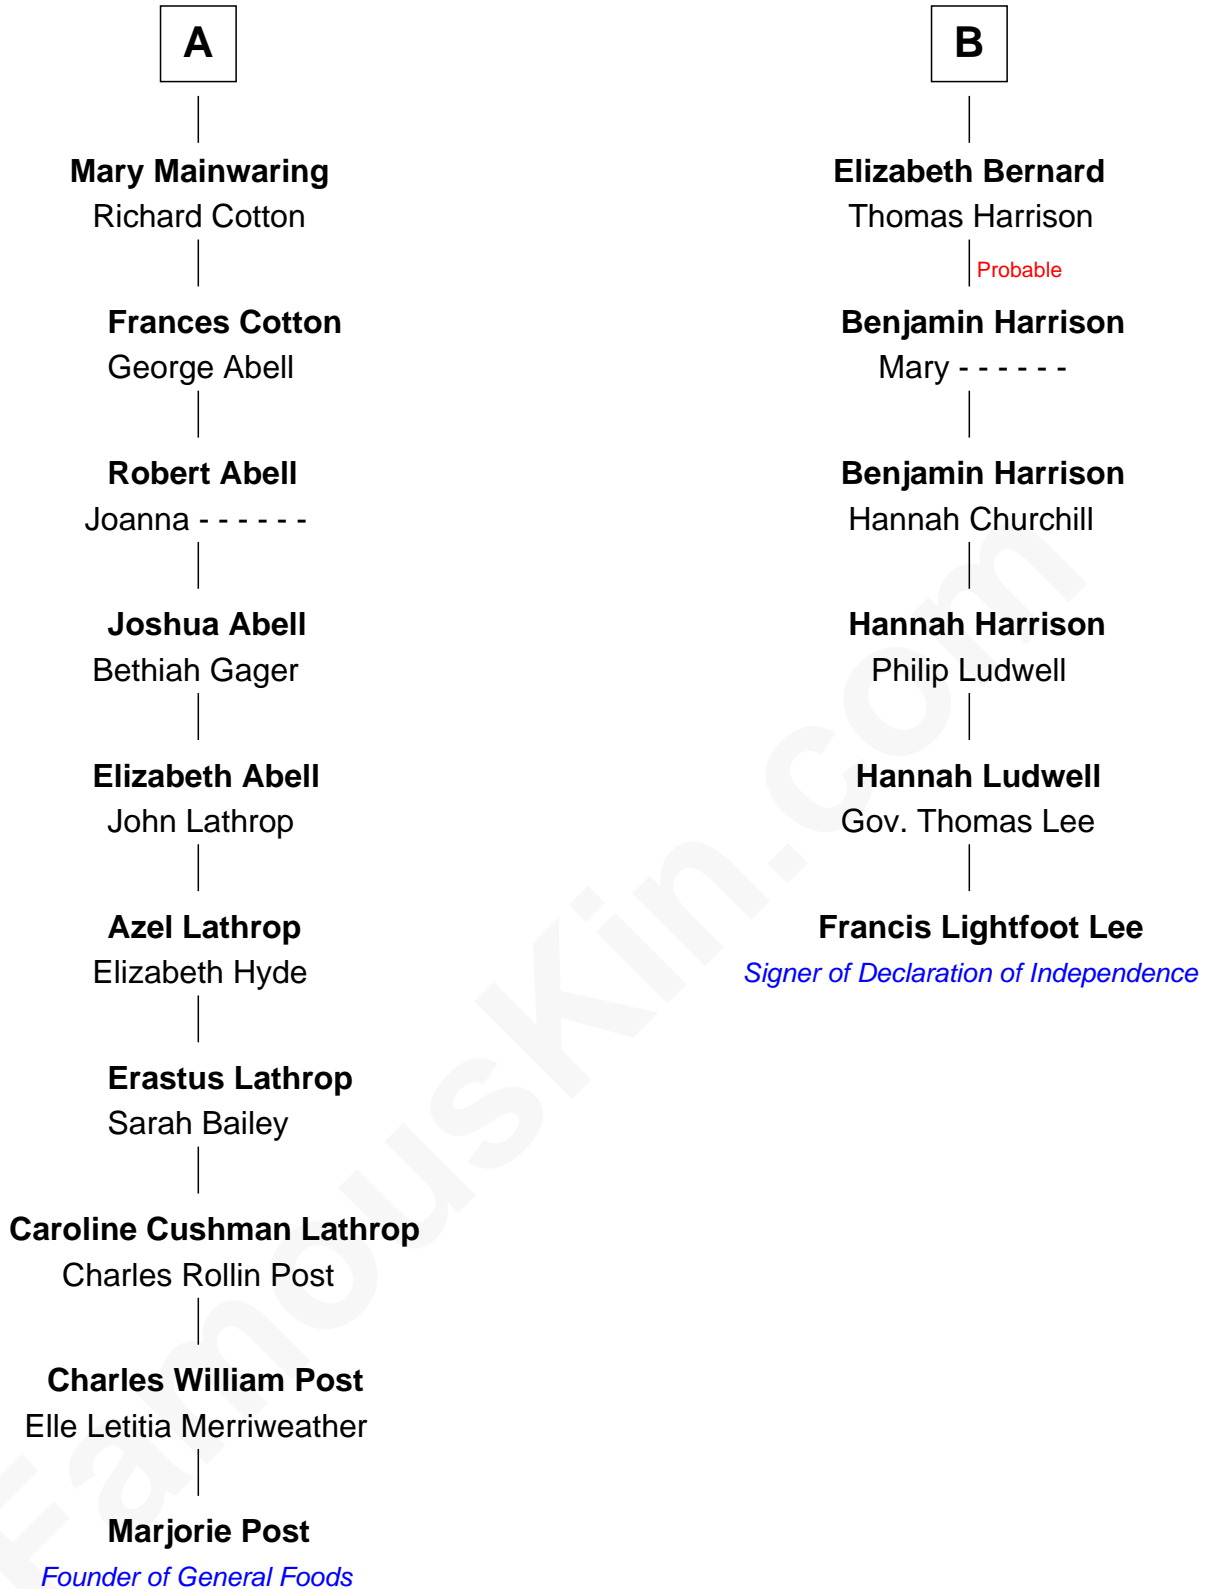 A
Mary Mainwaring
Richard Cotton
Frances Cotton
George Abell
Robert Abell
Joanna - - - - - -
Joshua Abell
Bethiah Gager
Elizabeth Abell
John Lathrop
Azel Lathrop
Elizabeth Hyde
Erastus Lathrop
Sarah Bailey
Caroline Cushman Lathrop
Charles Rollin Post
Charles William Post
Elle Letitia Merriweather
Marjorie Post
Founder of General Foods
B
Elizabeth Bernard
Thomas Harrison
Probable
Benjamin Harrison
Mary - - - - - -
Benjamin Harrison
Hannah Churchill
Hannah Harrison
Philip Ludwell
Hannah Ludwell
Gov. Thomas Lee
Francis Lightfoot Lee
Signer of Declaration of Independence
FamousKin.com